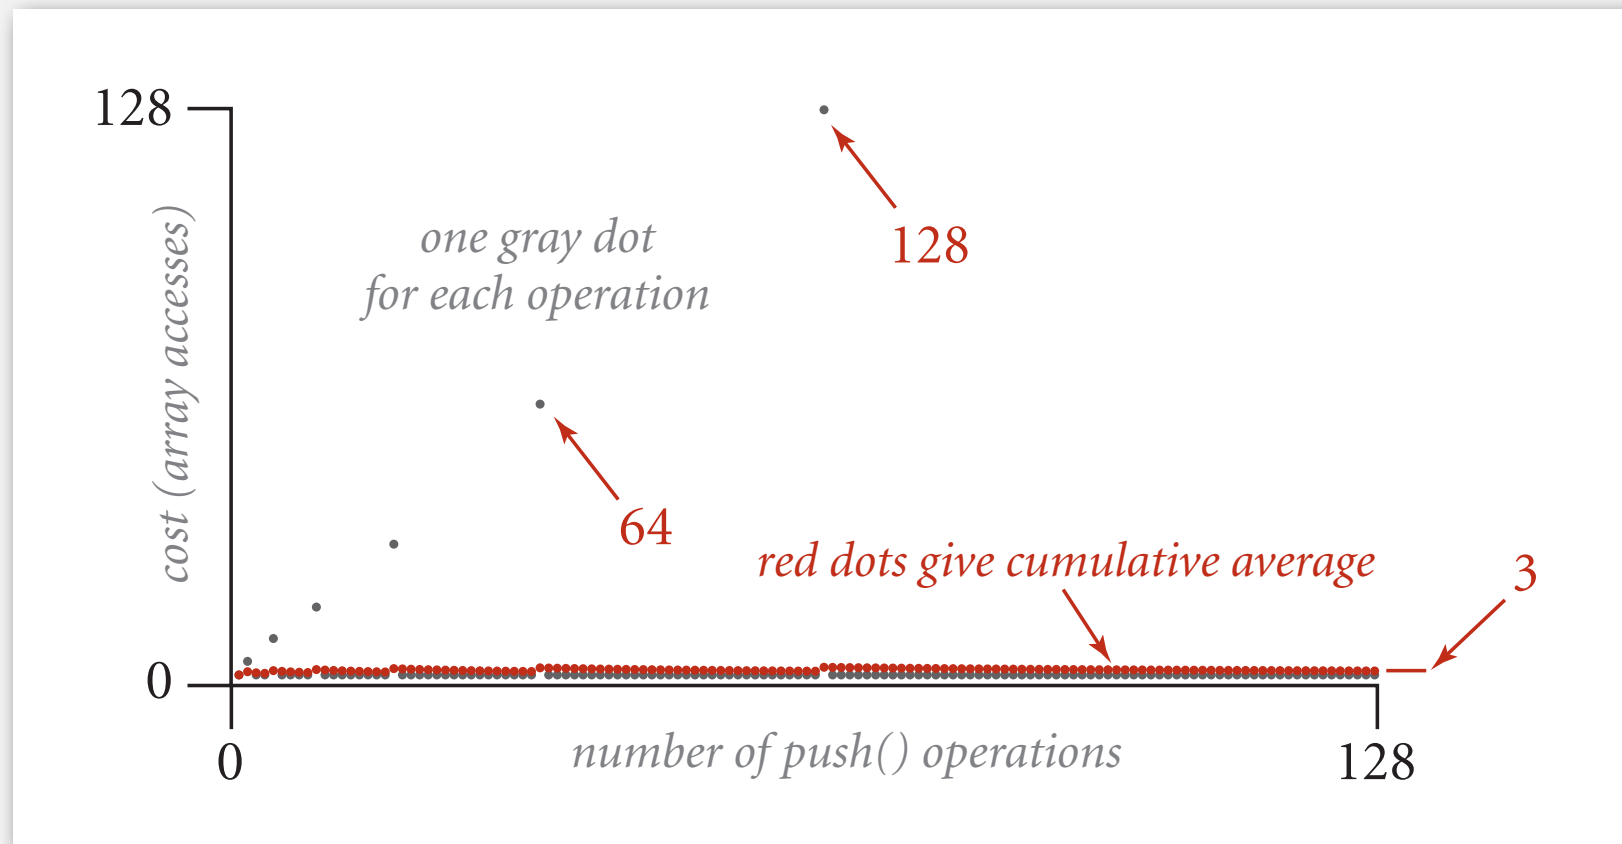 128
cost (array accesses)
one gray dot
for each operation
128
64
red dots give cumulative average
3
0
0
number of push() operations
128